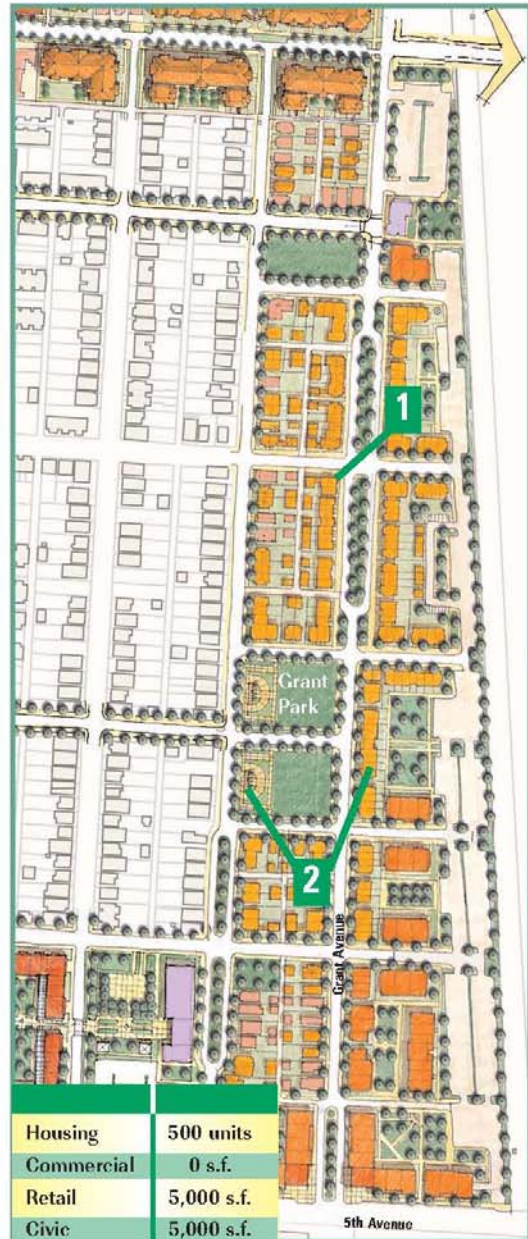 1
Grant
Park
2
Grant Avenue
Housing 500 units
Commercial 0 s.f.
Retail 5,000 s.f.
Civic 5,000 s.f.
5th Avenue